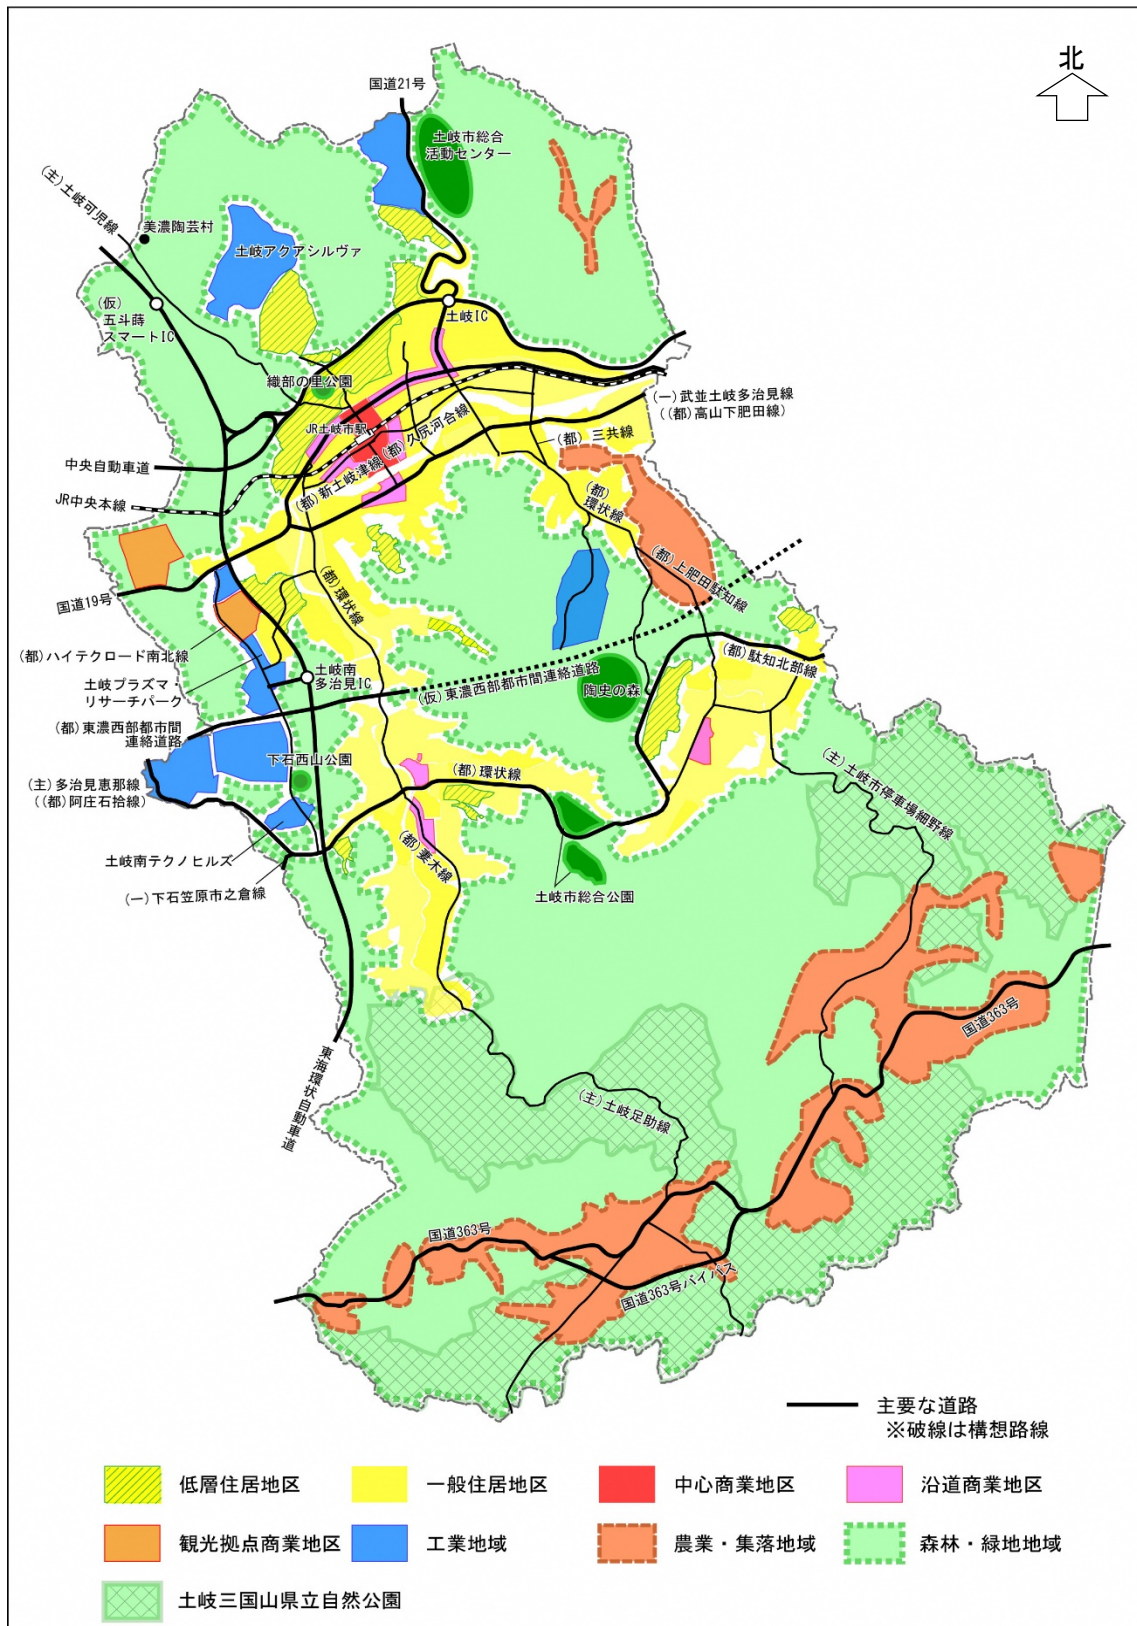 北
国道21号
土岐市総合
活動センター
(主)土岐可児線
美濃陶芸村
土岐アクアシルヴァ
(仮)
五斗蒔
スマートIC
土岐IC
織部の里公園
(一)武並土岐多治見線
((都)高山下肥田線)
JR土岐市駅
(都)久尻河合線
(都)三共線
中央自動車道
(都)新土岐津線
JR中央本線
(都)
環状線
(都)上肥田駄知線
国道19号
(都)環状線
(都)ハイテクロード南北線
(都)駄知北部線
土岐南
多治見IC
土岐プラズマ・
リサーチパーク
(仮)東濃西部都市間連絡道路
陶史の森
(都)東濃西部都市間
連絡道路
下石西山公園
(都)環状線
(主)土岐市停車場細野線
(主)多治見恵那線
((都)阿庄石拾線)
(都)妻木線
土岐南テクノヒルズ
(一)下石笠原市之倉線
土岐市総合公園
国道363号
東海環状自動車道
(主)土岐足助線
国道363号
国道363号バイパス
主要な道路
※破線は構想路線
低層住居地区
一般住居地区
中心商業地区
沿道商業地区
観光拠点商業地区
工業地域
農業・集落地域
森林・緑地地域
土岐三国山県立自然公園